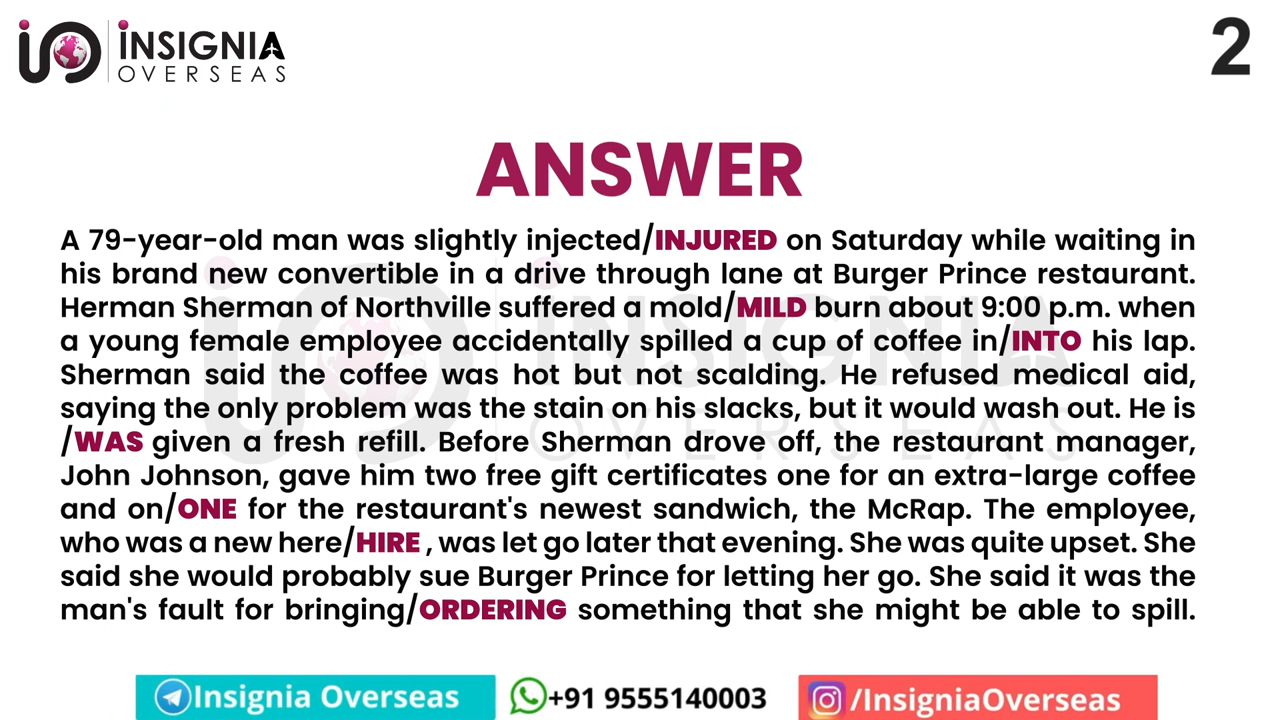 iNSIGNIA
OVERSEAS
2
ANSWER
A 79-year-old man was slightly injected/INJURED on Saturday while waiting in
his brand new convertible in a drive through lane at Burger Prince restaurant.
Herman Sherman of Northville suffered a mold/MILD burn about 9:00 p.m. when
a young female employee accidentally spilled a cup of coffee in/INTO his lap.
Sherman said the coffee was hot but not scalding. He refused medical aid,
saying the only problem was the stain on his slacks, but it would wash out. He is
/WAS given a fresh refill. Before Sherman drove off, the restaurant manager,
John Johnson, gave him two free gift certificates one for an extra-large coffee
and on/ONE for the restaurant's newest sandwich, the McRap. The employee,
who was a new here/HIRE , was let go later that evening. She was quite upset. She
said she would probably sue Burger Prince for letting her go. She said it was the
man's fault for bringing/ORDERING something that she might be able to spill.
Insignia Overseas
+91 9555140003
/InsigniaOverseas